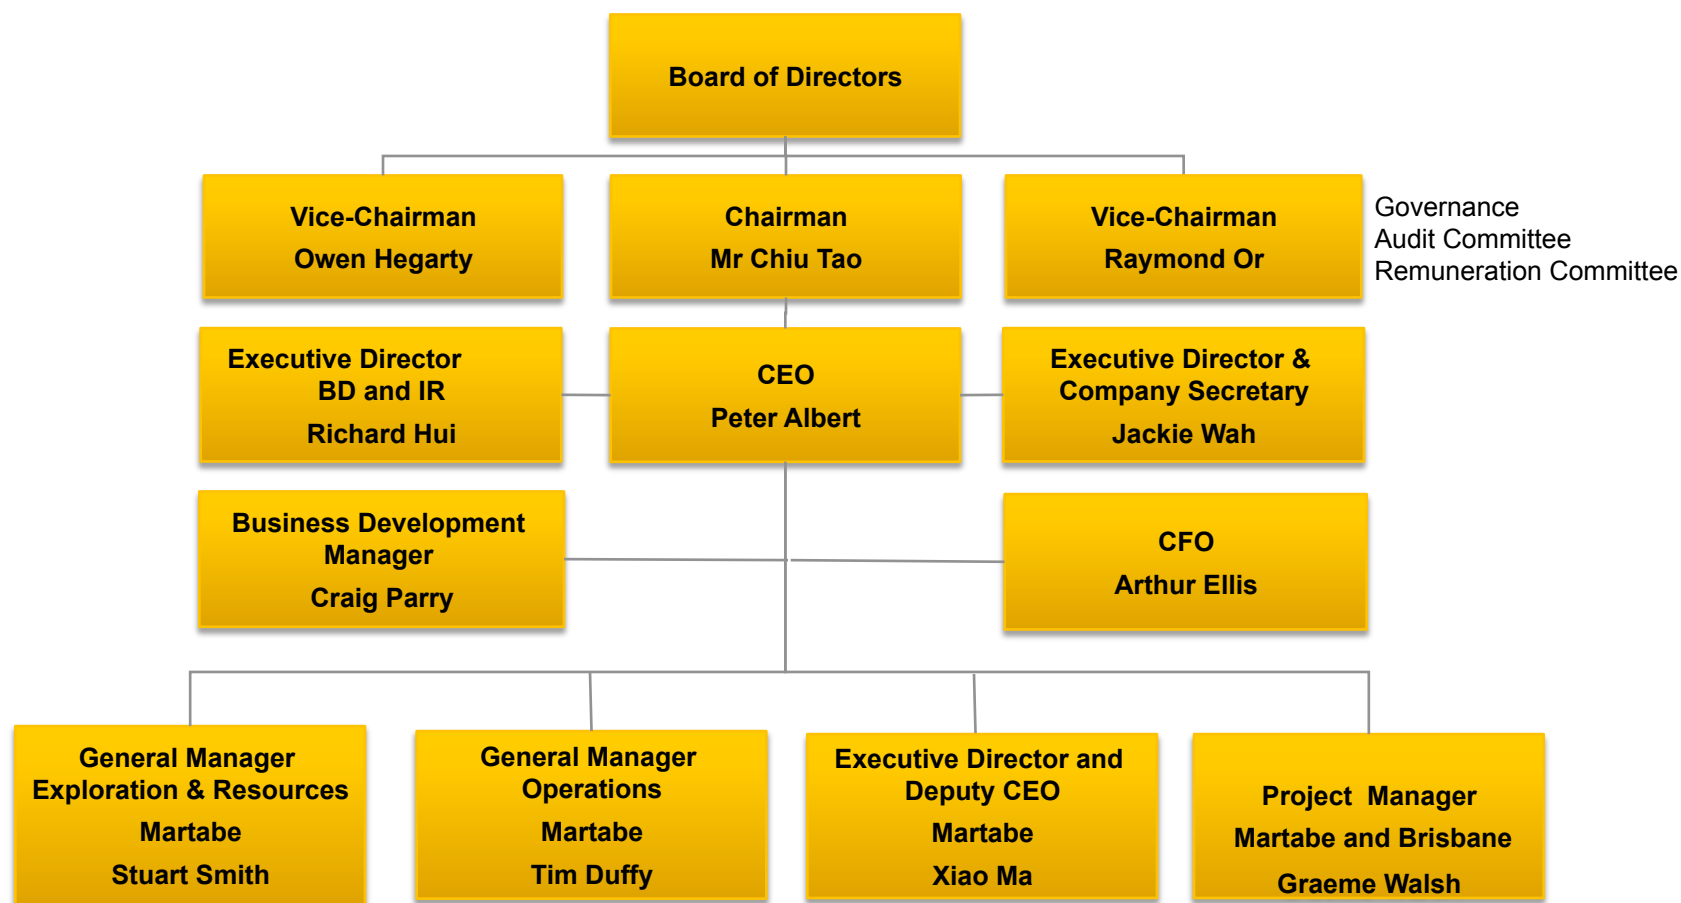 Board of Directors
Vice-Chairman
Owen Hegarty
Chairman
Mr Chiu Tao
Vice-Chairman
Raymond Or
Governance
Audit Committee
Remuneration Committee
Executive Director
BD and IR
Richard Hui
CEO
Peter Albert
Executive Director &
Company Secretary
Jackie Wah
Business Development
Manager
Craig Parry
CFO
Arthur Ellis
General Manager
Exploration & Resources
Martabe
Stuart Smith
General Manager
Operations
Martabe
Tim Duffy
Executive Director and
Deputy CEO
Martabe
Xiao Ma
Project Manager
Martabe and Brisbane
Graeme Walsh